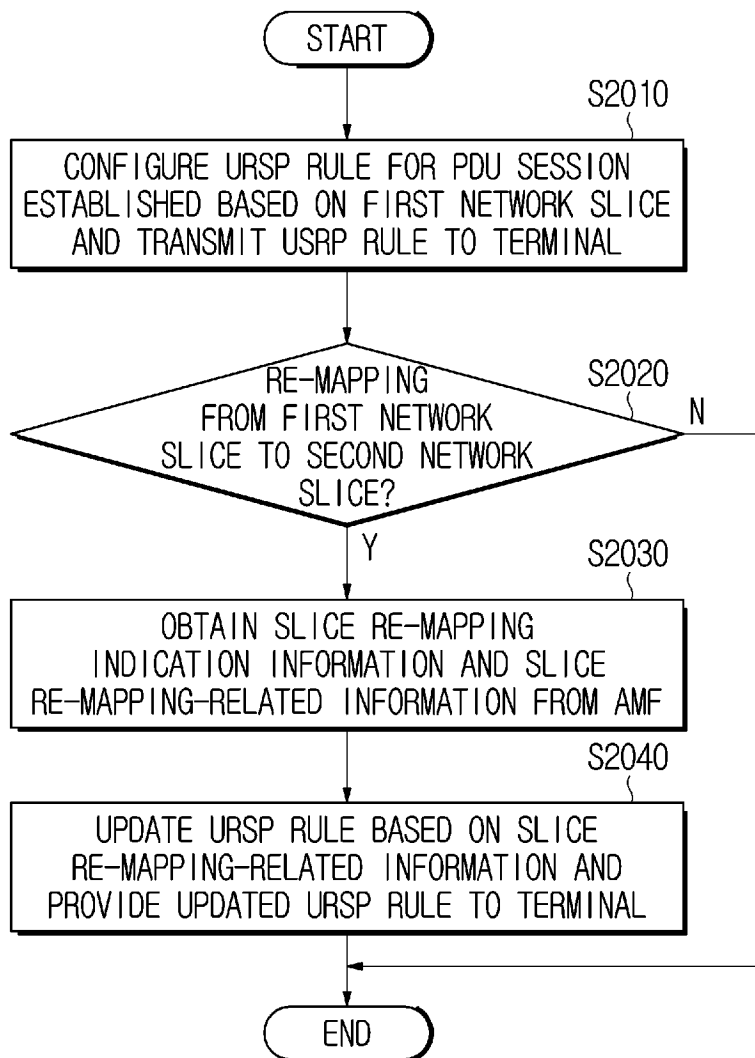 START
S2010
CONFIGURE URSP RULE FOR PDU SESSION
ESTABLISHED BASED ON FIRST NETWORK SLICE
AND TRANSMIT USRP RULE TO TERMINAL
S2020
RE-MAPPING
FROM FIRST NETWORK
SLICE TO SECOND NETWORK
SLICE?
N
Y
S2030
OBTAIN SLICE RE-MAPPING
INDICATION INFORMATION AND SLICE
RE-MAPPING-RELATED INFORMATION FROM AMF
S2040
UPDATE URSP RULE BASED ON SLICE
RE-MAPPING-RELATED INFORMATION AND
PROVIDE UPDATED URSP RULE TO TERMINAL
END